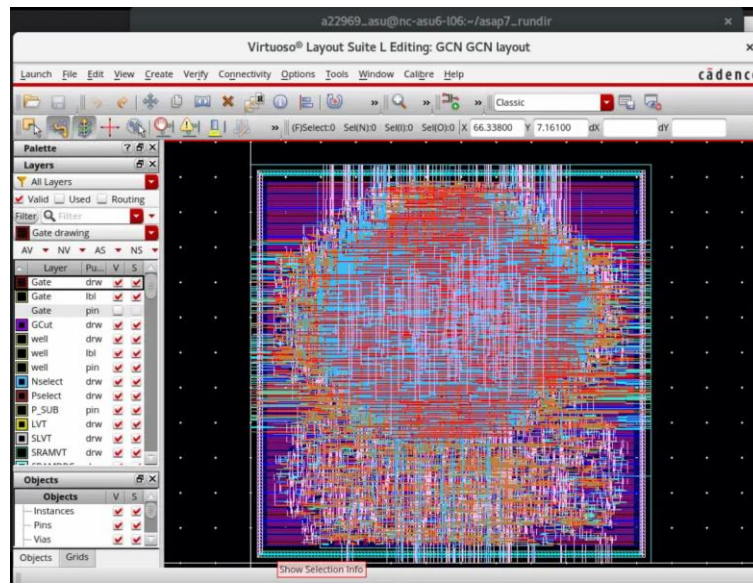 a22969_asu@nc-asu6-l06:~/asap7_rundir ×
Virtuoso® Layout Suite L Editing: GCN GCN layout ×
Launch File Edit View Create Verify Connectivity Options Tools Window Calibre Help cādence
» » » Classic
» (F)Select:0 Sel(N):0 Sel(I):0 Sel(O):0 X 66.33800 Y 7.16100 dX dY
Palette ?
Layers
All Layers
Valid Used Routing
Filter Filter
Gate drawing
AV NV AS NS
Layer Pu... V S
Gate drw
Gate lbl
Gate pin
GCut drw
well drw
well lbl
well pin
Nselect drw
Pselect drw
P_SUB pin
LVT drw
SLVT drw
SRAMVT drw
Objects
Objects V S
Instances
Pins
Vias
Objects Grids
Show Selection Info